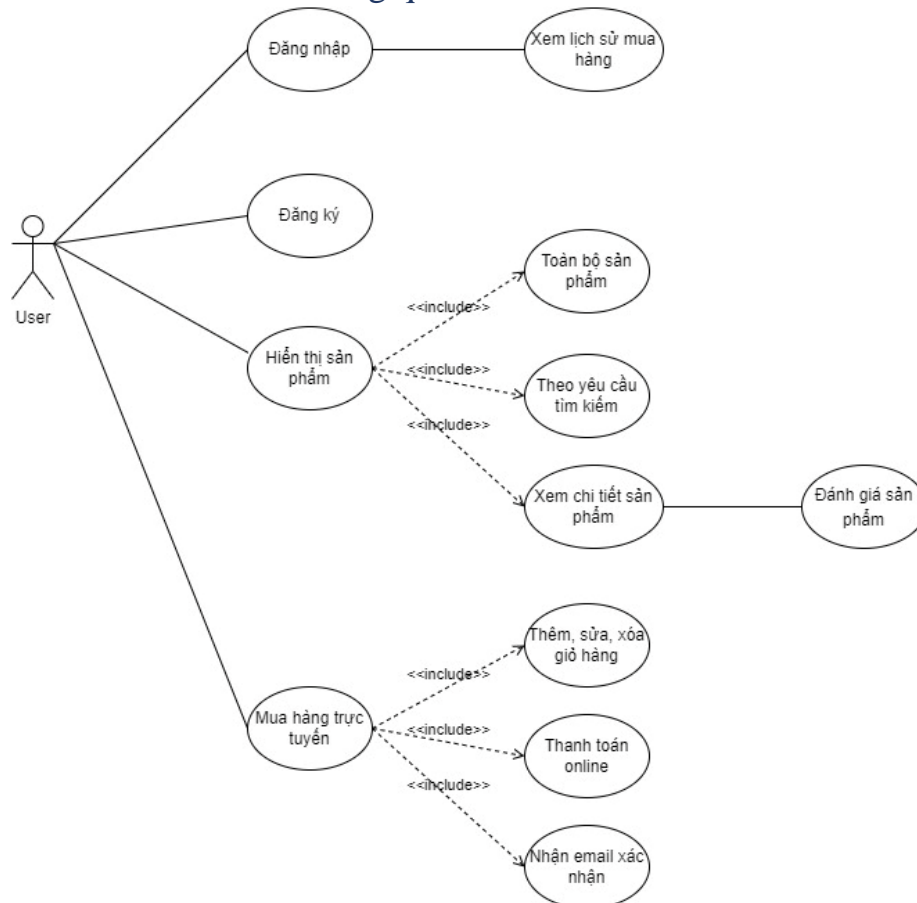 Đăng nhập
Xem lịch sử mua
hàng
Đăng ký
User
Hiển thị sản
phẩm
<<include>>
<<include>>
<<include>>
Toàn bộ sản
phẩm
Theo yêu cầu
tìm kiếm
Xem chi tiết sản
phẩm
Đánh giá sản
phẩm
Mua hàng trực
tuyến
<<include>>
<<include>>
<<include>>
Thêm, sửa, xóa
giỏ hàng
Thanh toán
online
Nhận email xác
nhận